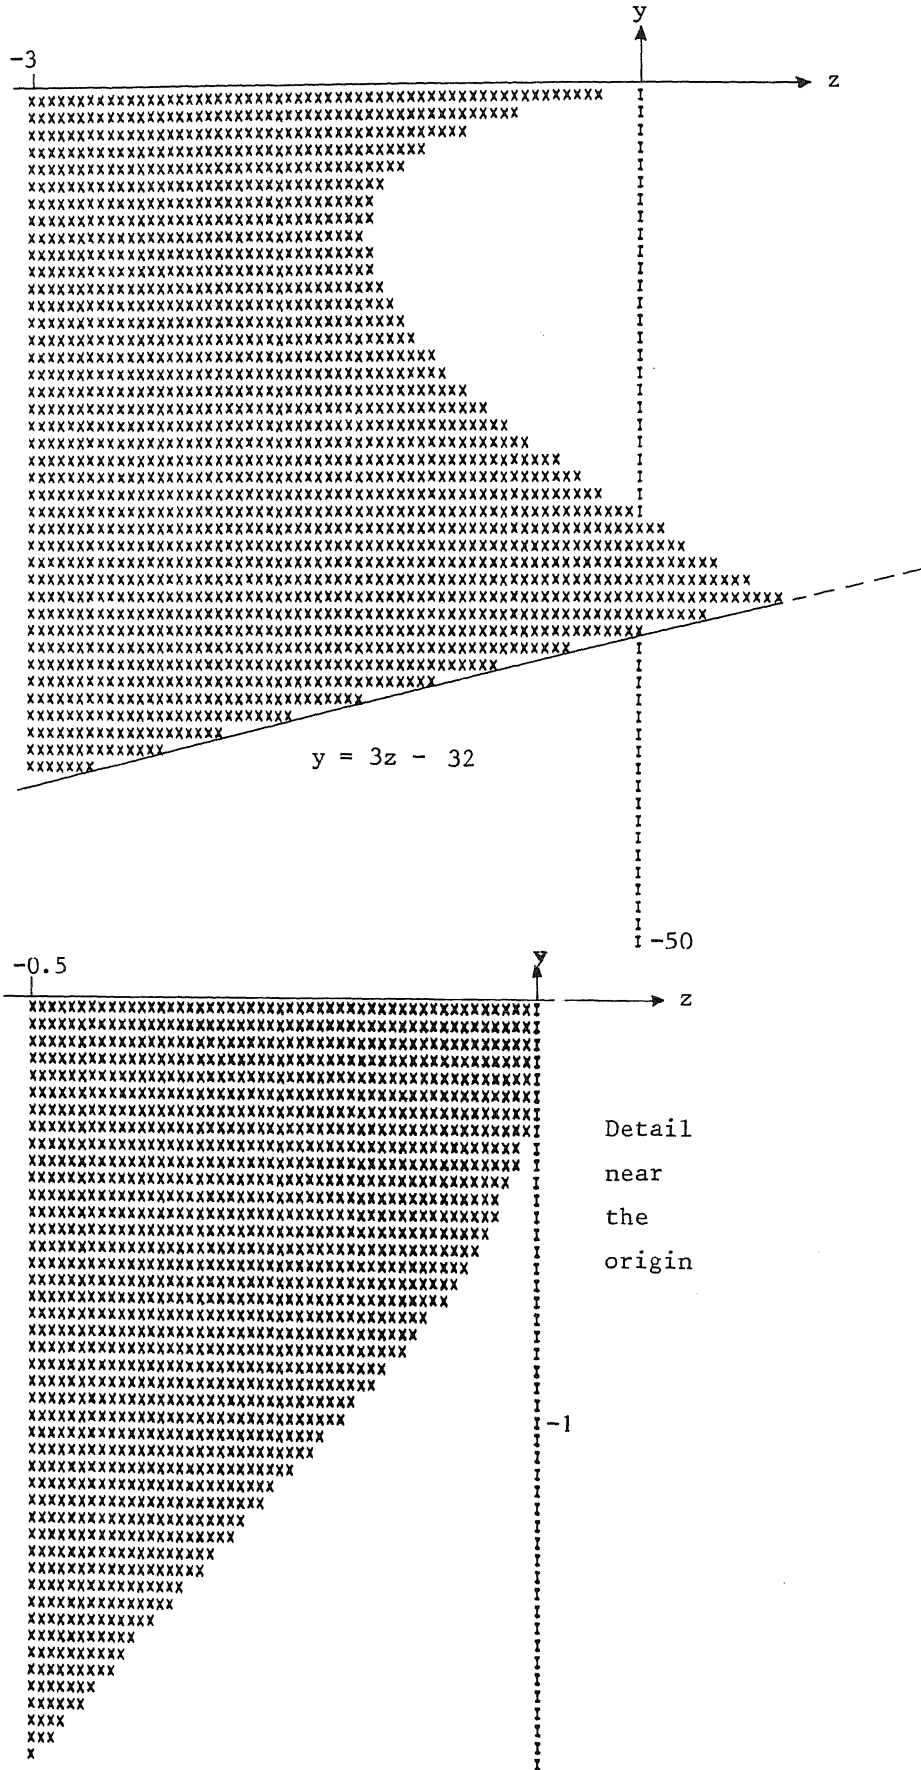 y
-3
z
y = 3z - 32
-50
-0.5
y
z
Detail
near
the
origin
-1